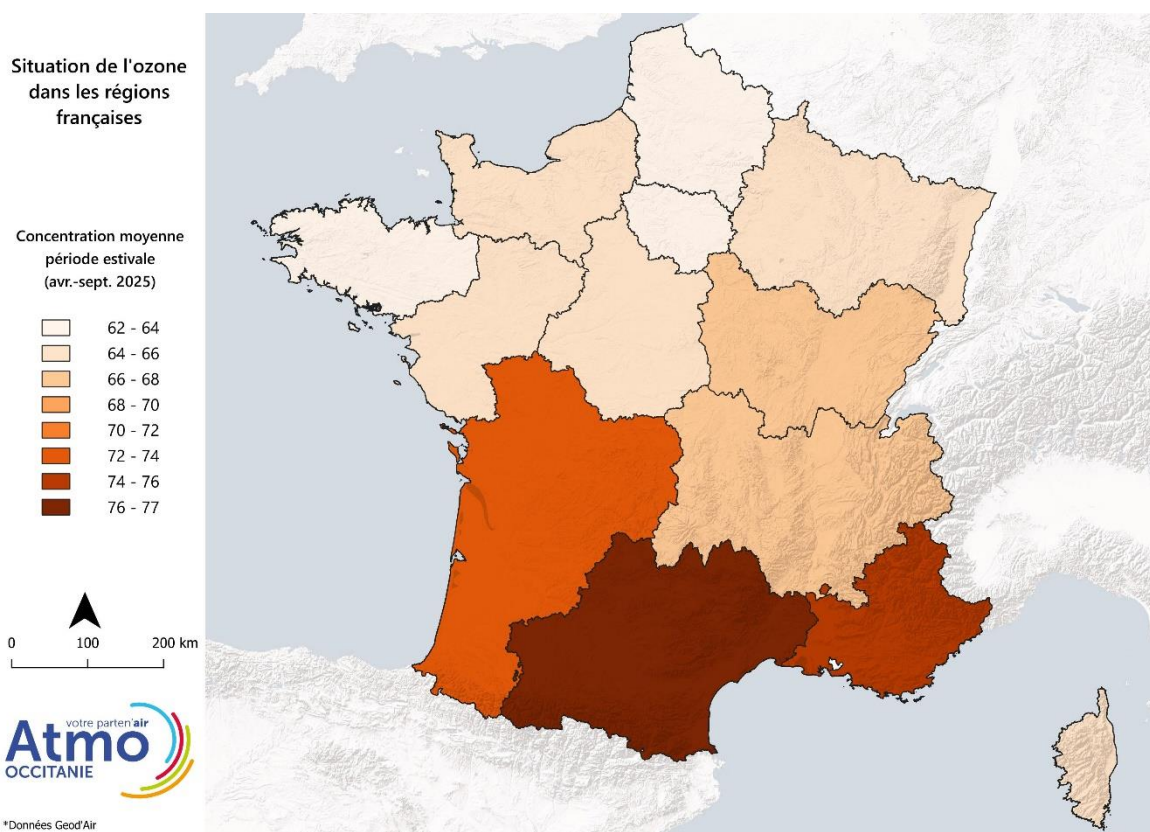 Situation de l'ozone
dans les régions
françaises
Concentration moyenne
période estivale
(avr.-sept. 2025)
62 - 64
64 - 66
66 - 68
68 - 70
70 - 72
72 - 74
74 - 76
76 - 77
0 100 200 km
votre parten'air
Atmo
OCCITANIE
*Données Geod'Air